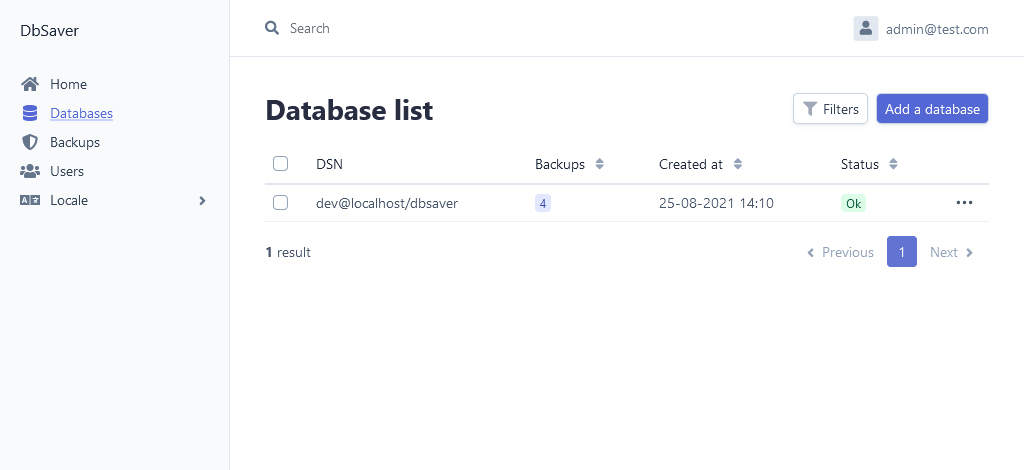 DbSaver
Search
admin@test.com
Home
Databases
Backups
Users
Locale
Database list
Filters
Add a database
DSN Backups Created at Status
dev@localhost/dbsaver 4 25-08-2021 14:10 Ok
1 result
Previous 1 Next